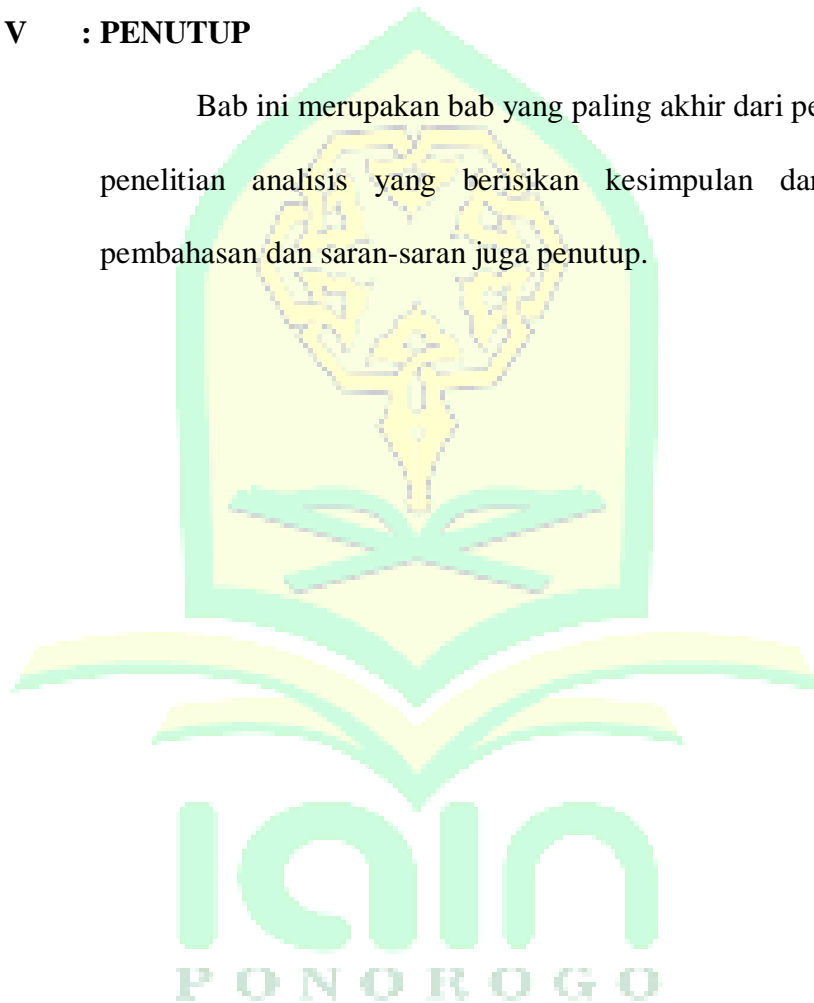 V : PENUTUP
Bab ini merupakan bab yang paling akhir dari pe
penelitian analisis yang berisikan kesimpulan dar
pembahasan dan saran-saran juga penutup.
iain
PONOROGO